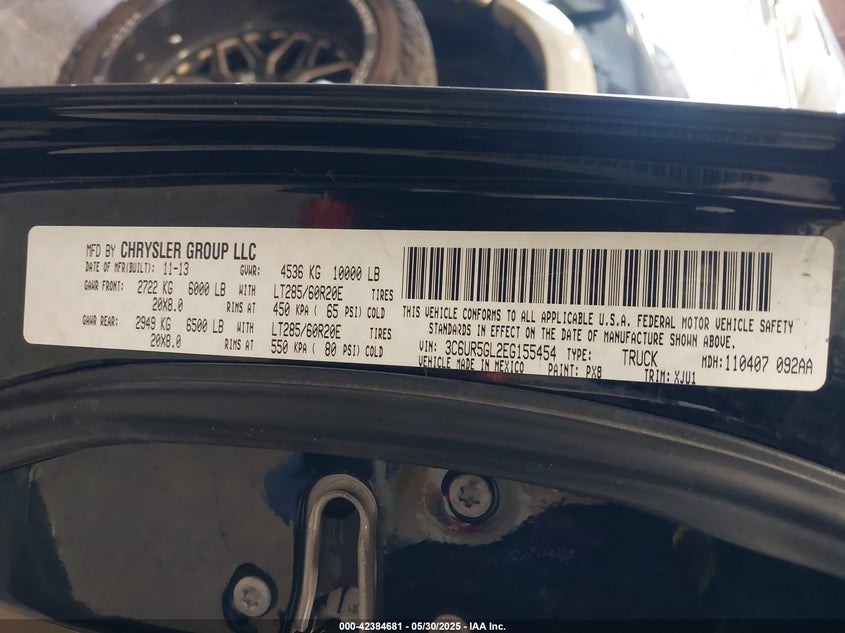 MFD BY CHRYSLER GROUP LLC
DATE OF MFR(BUILT): 11-13 GVWR: 4536 KG 10000 LB
GAWR FRONT: 2722 KG 6000 LB WITH LT285/60R20E TIRES
20X8.0 RIMS AT 450 KPA ( 65 PSI) COLD
GAWR REAR: 2949 KG 6500 LB WITH LT285/60R20E TIRES
20X8.0 RIMS AT 550 KPA ( 80 PSI) COLD
THIS VEHICLE CONFORMS TO ALL APPLICABLE U.S.A. FEDERAL MOTOR VEHICLE SAFETY
STANDARDS IN EFFECT ON THE DATE OF MANUFACTURE SHOWN ABOVE.
VIN: 3C6UR5GL2EG155454 TYPE: TRUCK MDH:110407 092AA
VEHICLE MADE IN MEXICO PAINT: PX8 TRIM: XJU1
000-42384681 - 05/30/2025 - IAA Inc.